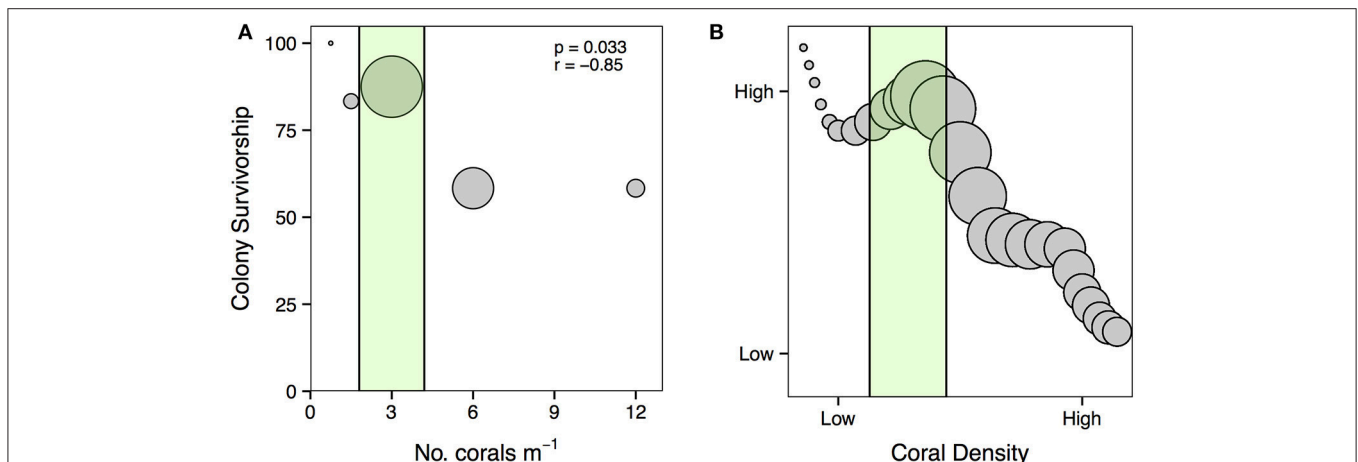 A
p = 0.033
r = −0.85
100
75
50
25
0
Colony Survivorship
0 3 6 9 12
No. corals m⁻¹
B
High
Low
Low High
Coral Density